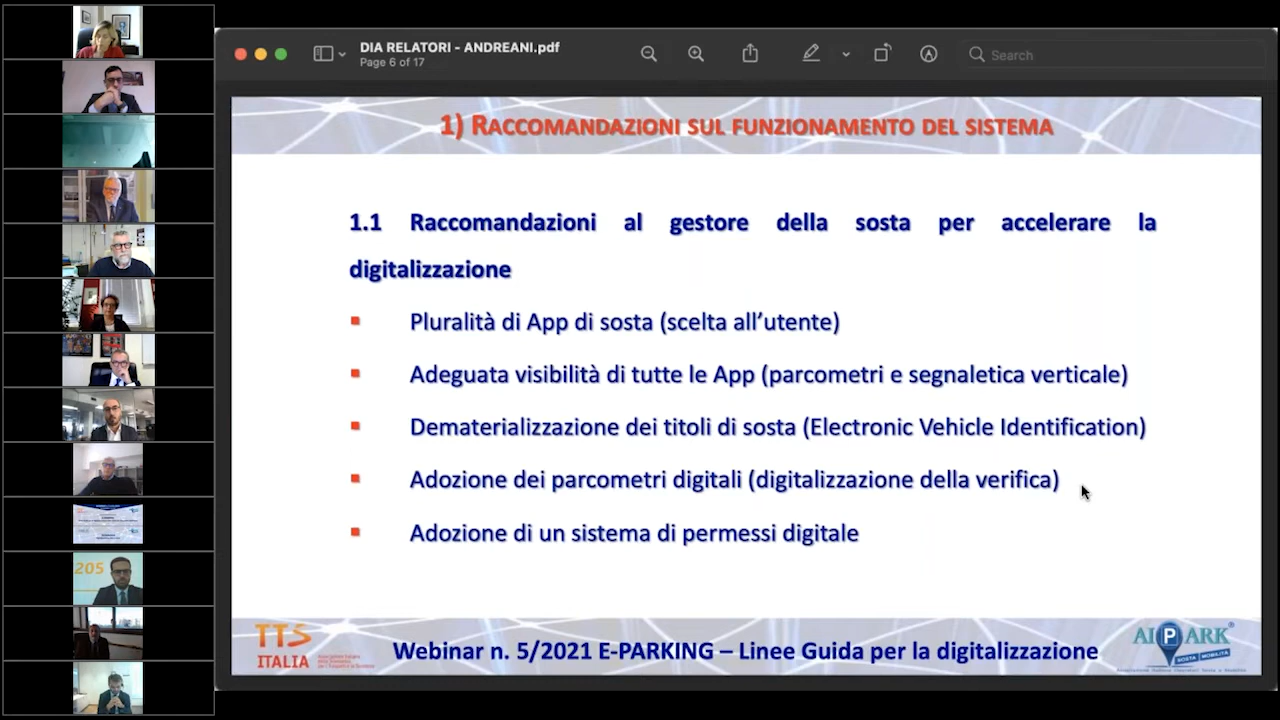 DIA RELATORI - ANDREANI.pdf
Page 6 of 17
Search
1) RACCOMANDAZIONI SUL FUNZIONAMENTO DEL SISTEMA
1.1 Raccomandazioni al gestore della sosta per accelerare la
digitalizzazione
Pluralità di App di sosta (scelta all’utente)
Adeguata visibilità di tutte le App (parcometri e segnaletica verticale)
Dematerializzazione dei titoli di sosta (Electronic Vehicle Identification)
Adozione dei parcometri digitali (digitalizzazione della verifica)
Adozione di un sistema di permessi digitale
TTS
ITALIA
Webinar n. 5/2021 E-PARKING – Linee Guida per la digitalizzazione
AIPARK
SOSTA E MOBILITÀ
205